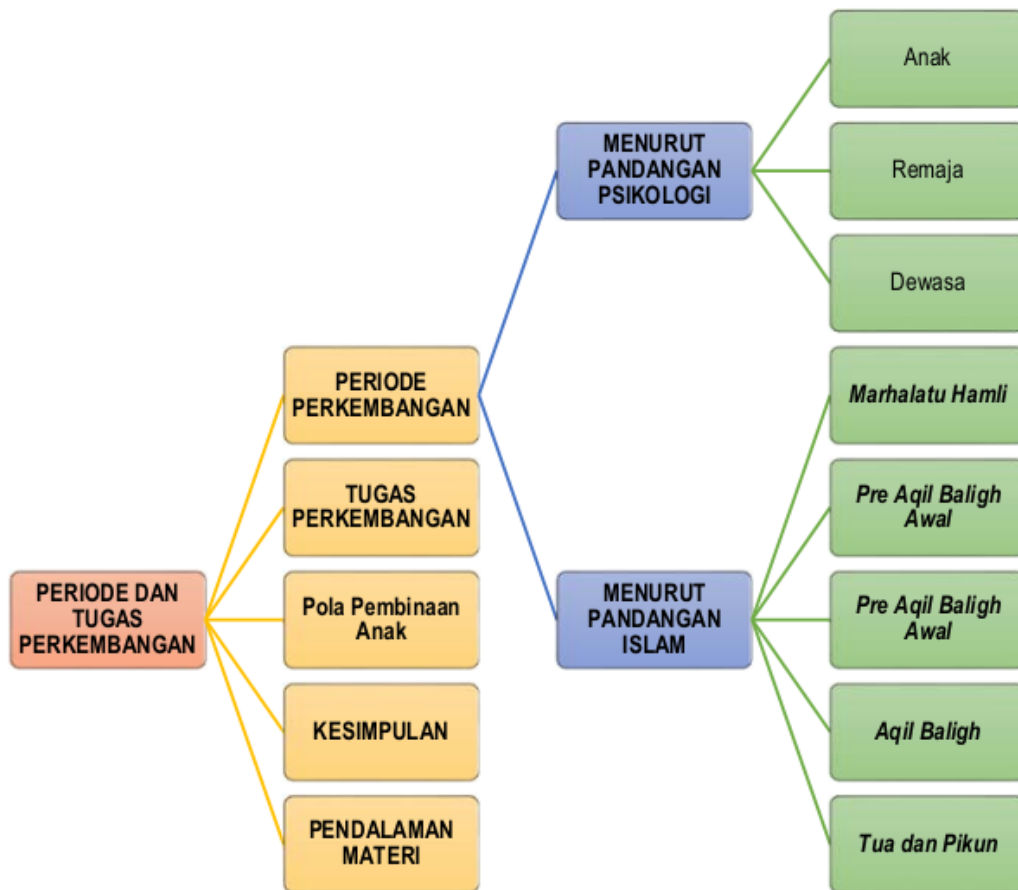 PERIODE DAN
TUGAS
PERKEMBANGAN
PERIODE
PERKEMBANGAN
TUGAS
PERKEMBANGAN
Pola Pembinaan
Anak
KESIMPULAN
PENDALAMAN
MATERI
MENURUT
PANDANGAN
PSIKOLOGI
MENURUT
PANDANGAN
ISLAM
Anak
Remaja
Dewasa
Marhalatu Hamli
Pre Aqil Baligh
Awal
Pre Aqil Baligh
Awal
Aqil Baligh
Tua dan Pikun